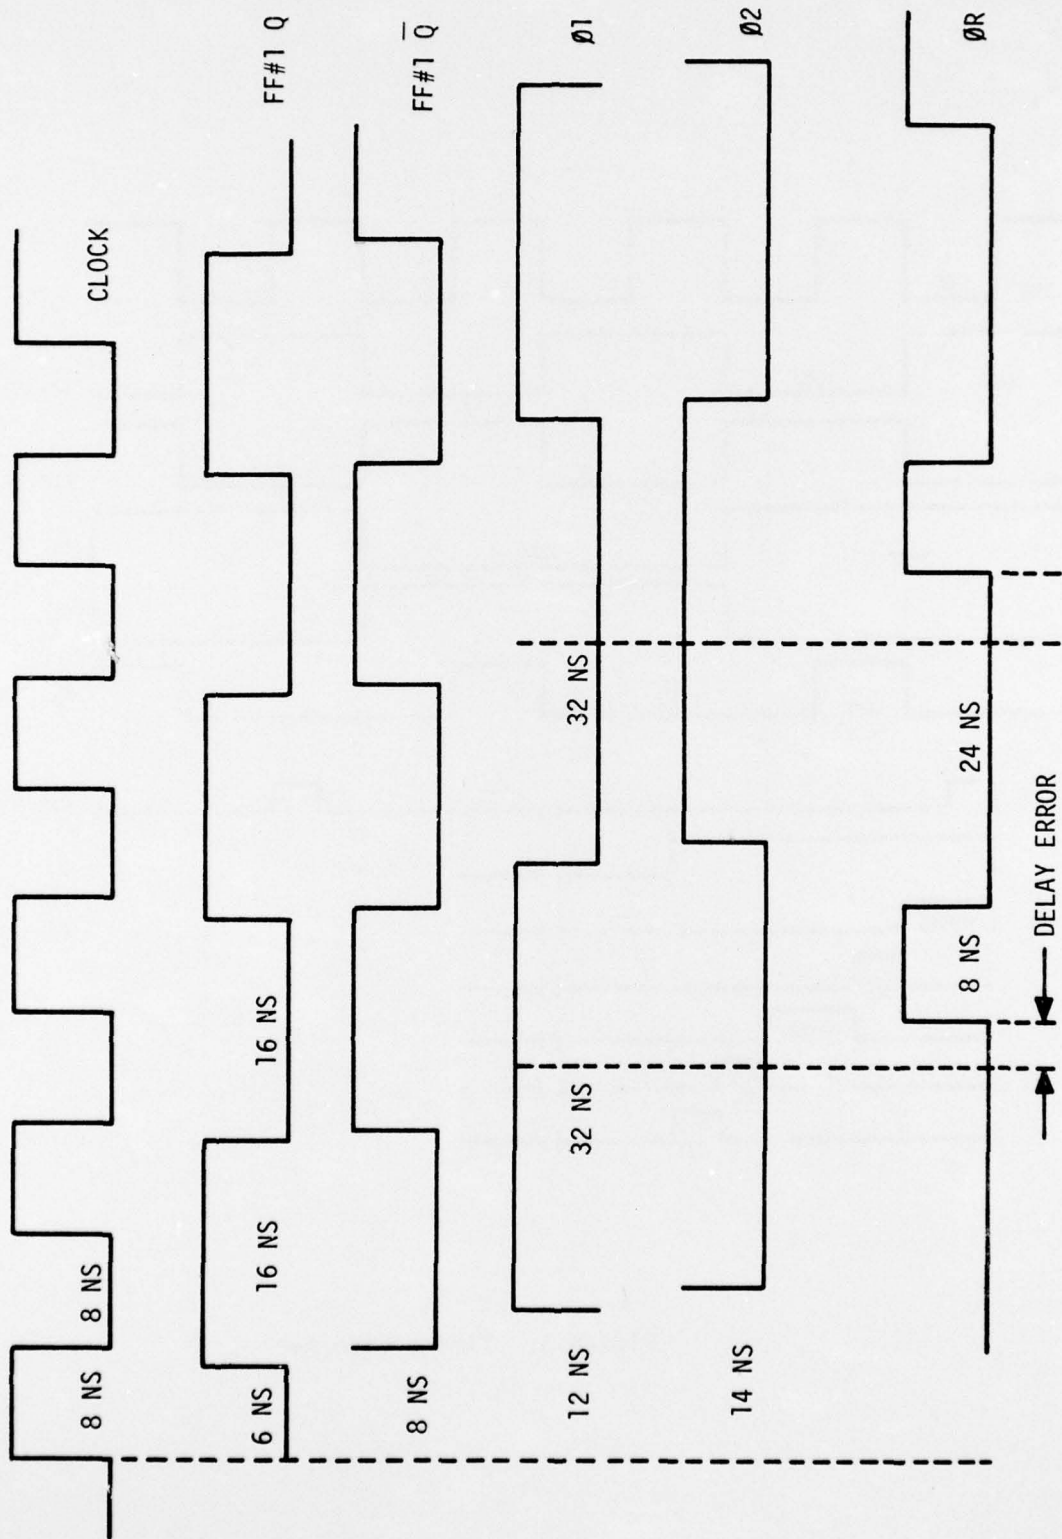 8 NS
8 NS
CLOCK
6 NS
16 NS
16 NS
FF#1 Q
8 NS
FF#1 Q̅
12 NS
32 NS
32 NS
Ø1
14 NS
Ø2
8 NS
24 NS
ØR
DELAY ERROR